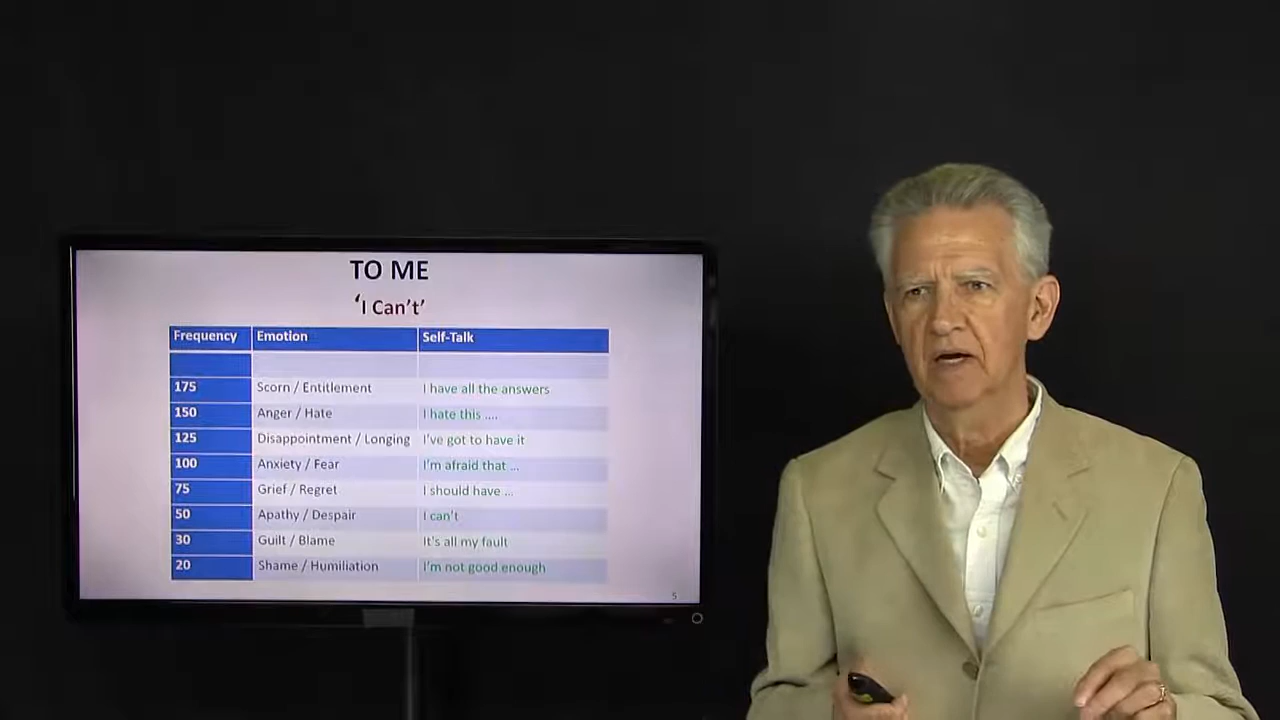 TO ME
‘I Can’t’
Frequency Emotion Self-Talk
175 Scorn / Entitlement I have all the answers
150 Anger / Hate I hate this ....
125 Disappointment / Longing I’ve got to have it
100 Anxiety / Fear I’m afraid that ...
75 Grief / Regret I should have ...
50 Apathy / Despair I can’t
30 Guilt / Blame It’s all my fault
20 Shame / Humiliation I’m not good enough
5